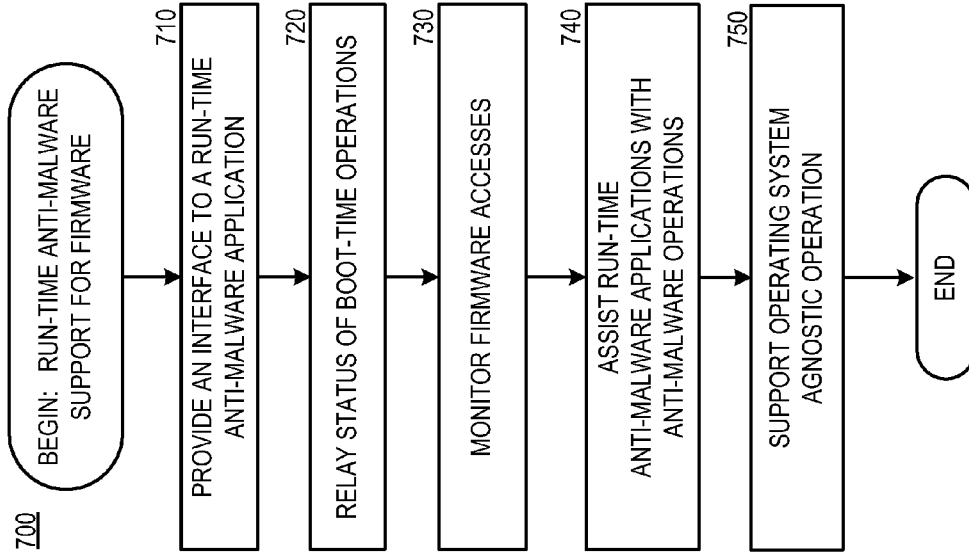 700
BEGIN: RUN-TIME ANTI-MALWARE
SUPPORT FOR FIRMWARE
710
PROVIDE AN INTERFACE TO A RUN-TIME
ANTI-MALWARE APPLICATION
720
RELAY STATUS OF BOOT-TIME OPERATIONS
730
MONITOR FIRMWARE ACCESSES
740
ASSIST RUN-TIME
ANTI-MALWARE APPLICATIONS WITH
ANTI-MALWARE OPERATIONS
750
SUPPORT OPERATING SYSTEM
AGNOSTIC OPERATION
END